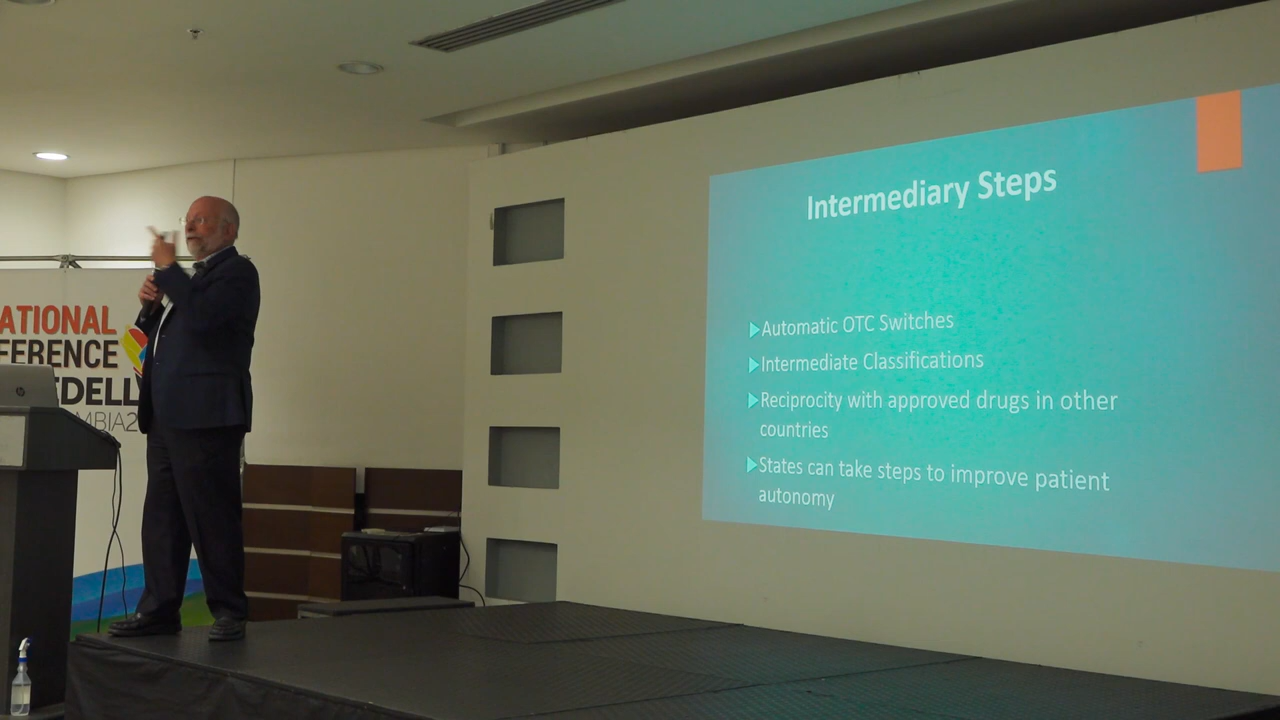 Intermediary Steps
Automatic OTC Switches
Intermediate Classifications
Reciprocity with approved drugs in other
countries
States can take steps to improve patient
autonomy
ATIONAL
FERENCE
EDELL
MBIA2
hp